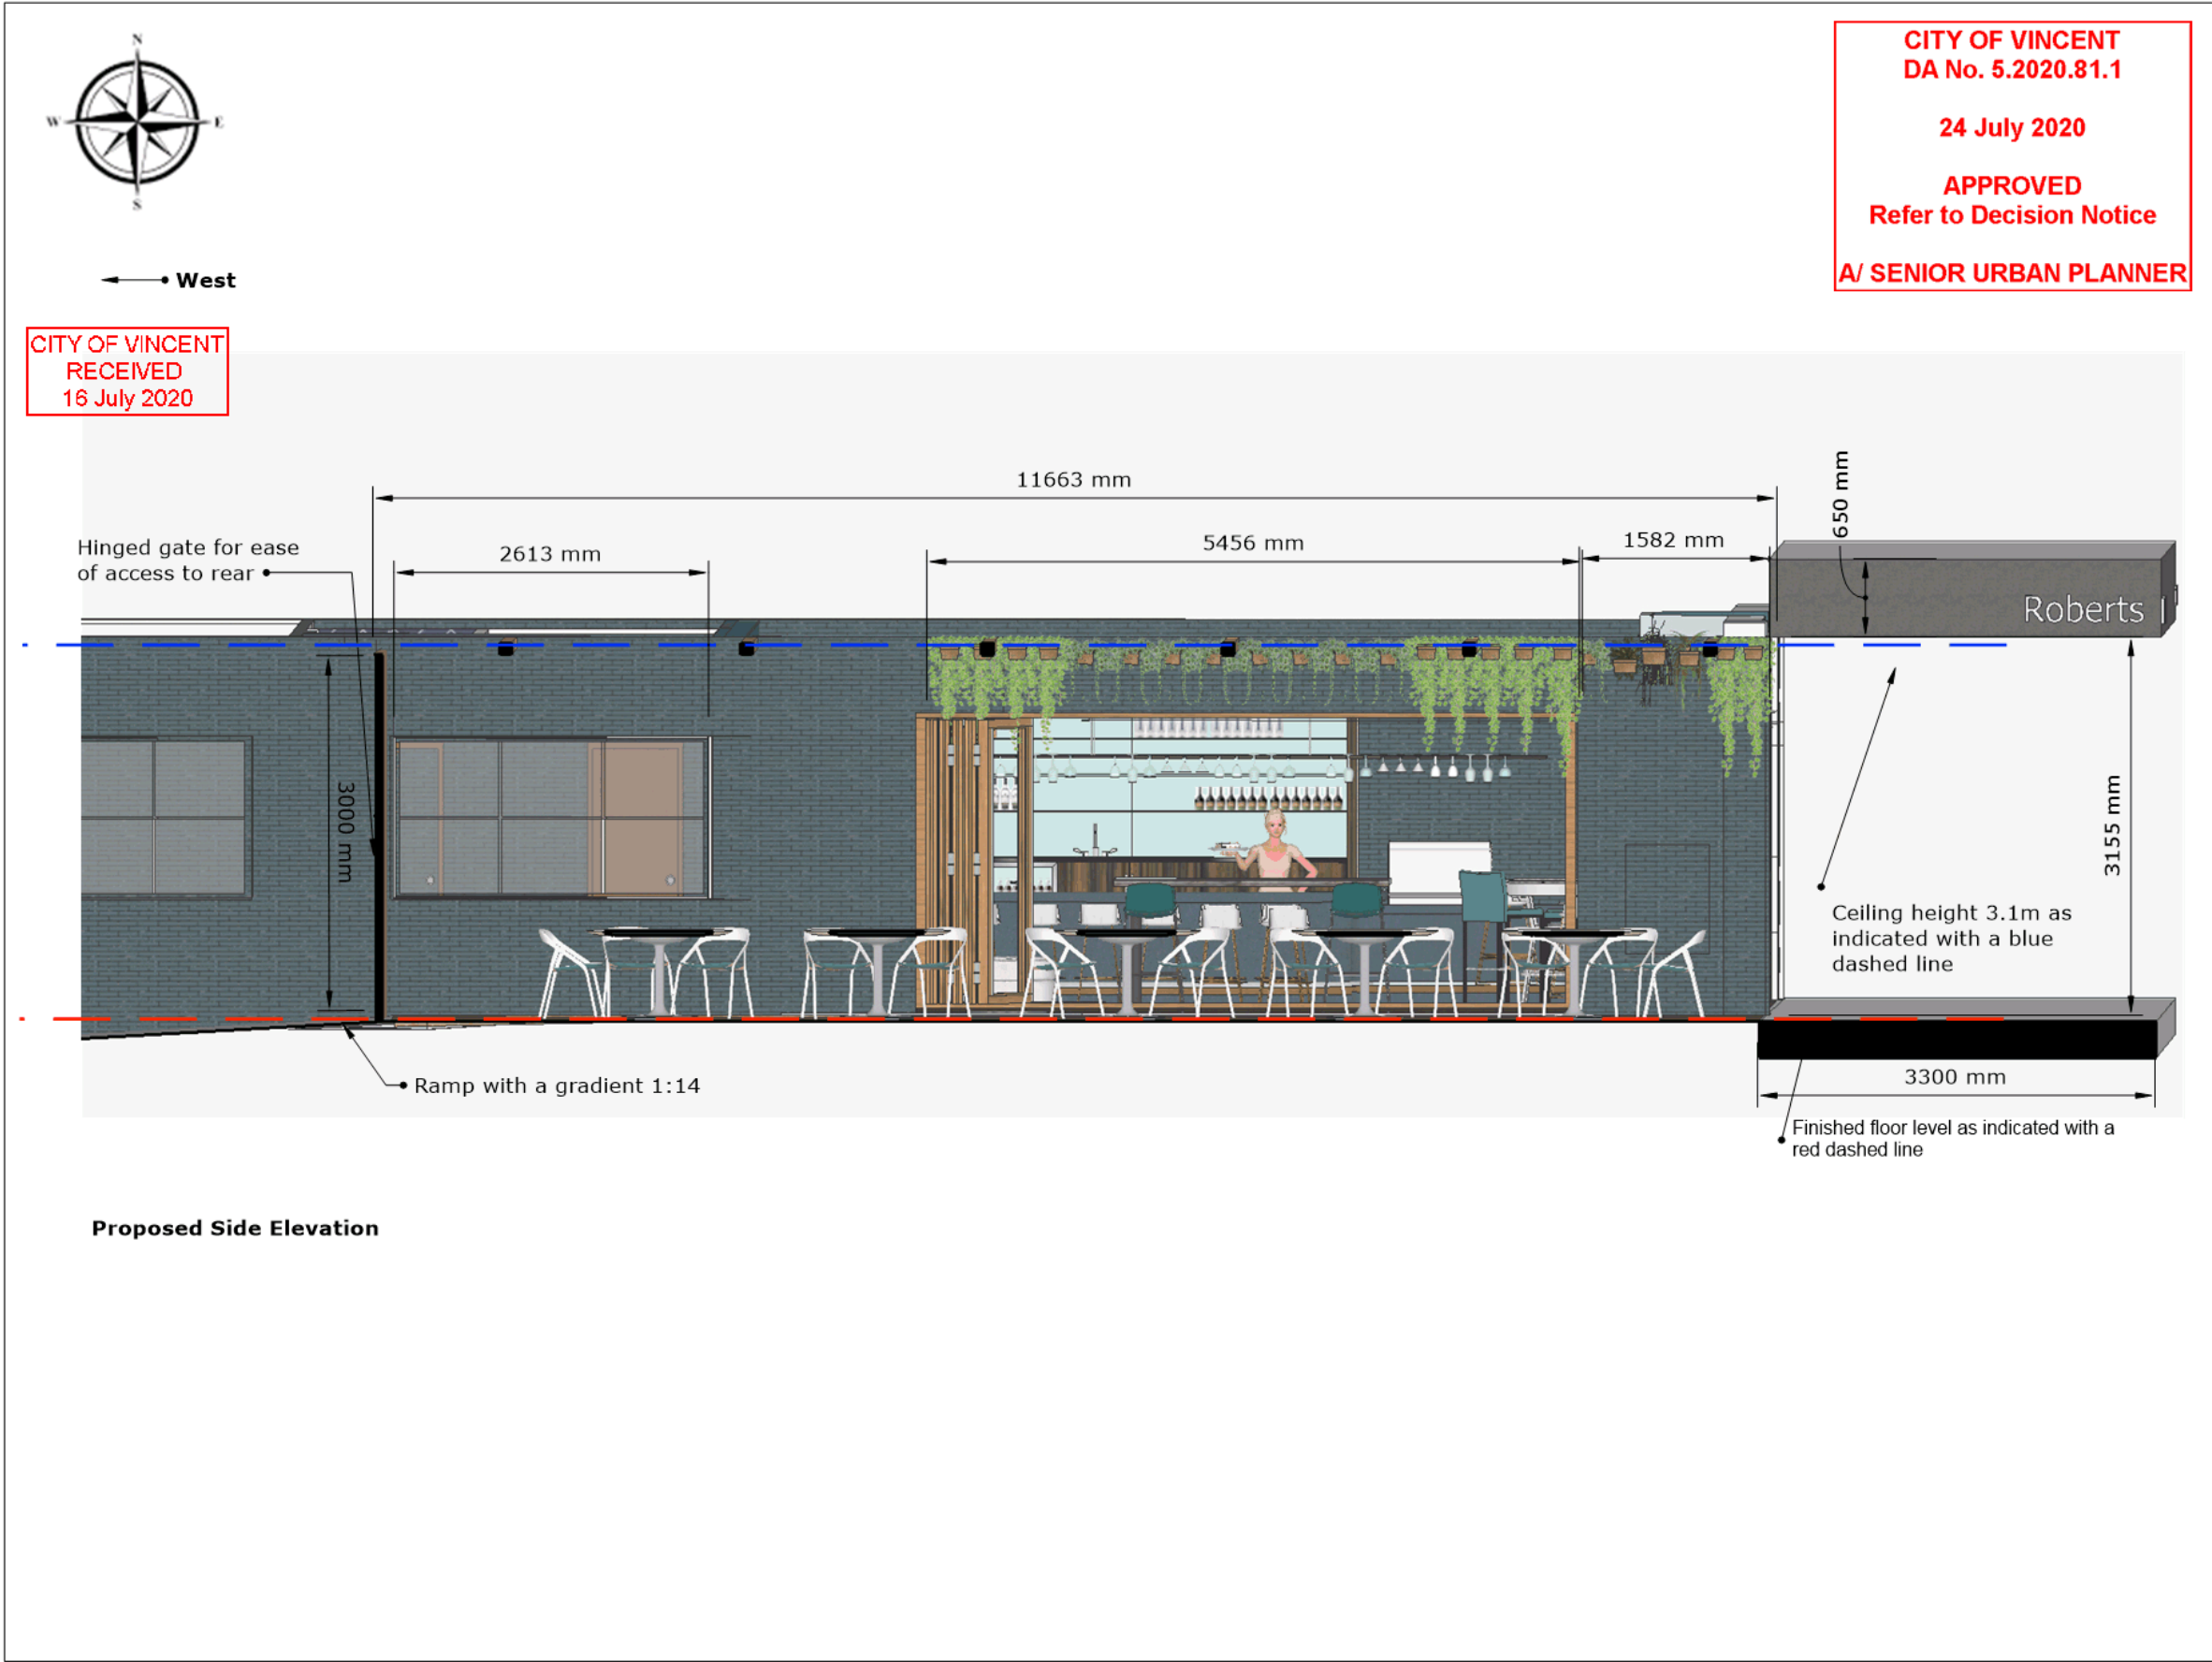 N
W
E
S
West
CITY OF VINCENT
DA No. 5.2020.81.1
24 July 2020
APPROVED
Refer to Decision Notice
A/ SENIOR URBAN PLANNER
CITY OF VINCENT
RECEIVED
16 July 2020
11663 mm
650 mm
Hinged gate for ease
of access to rear
2613 mm
5456 mm
1582 mm
Roberts
3000 mm
3155 mm
Ceiling height 3.1m as
indicated with a blue
dashed line
Ramp with a gradient 1:14
3300 mm
Finished floor level as indicated with a
red dashed line
Proposed Side Elevation